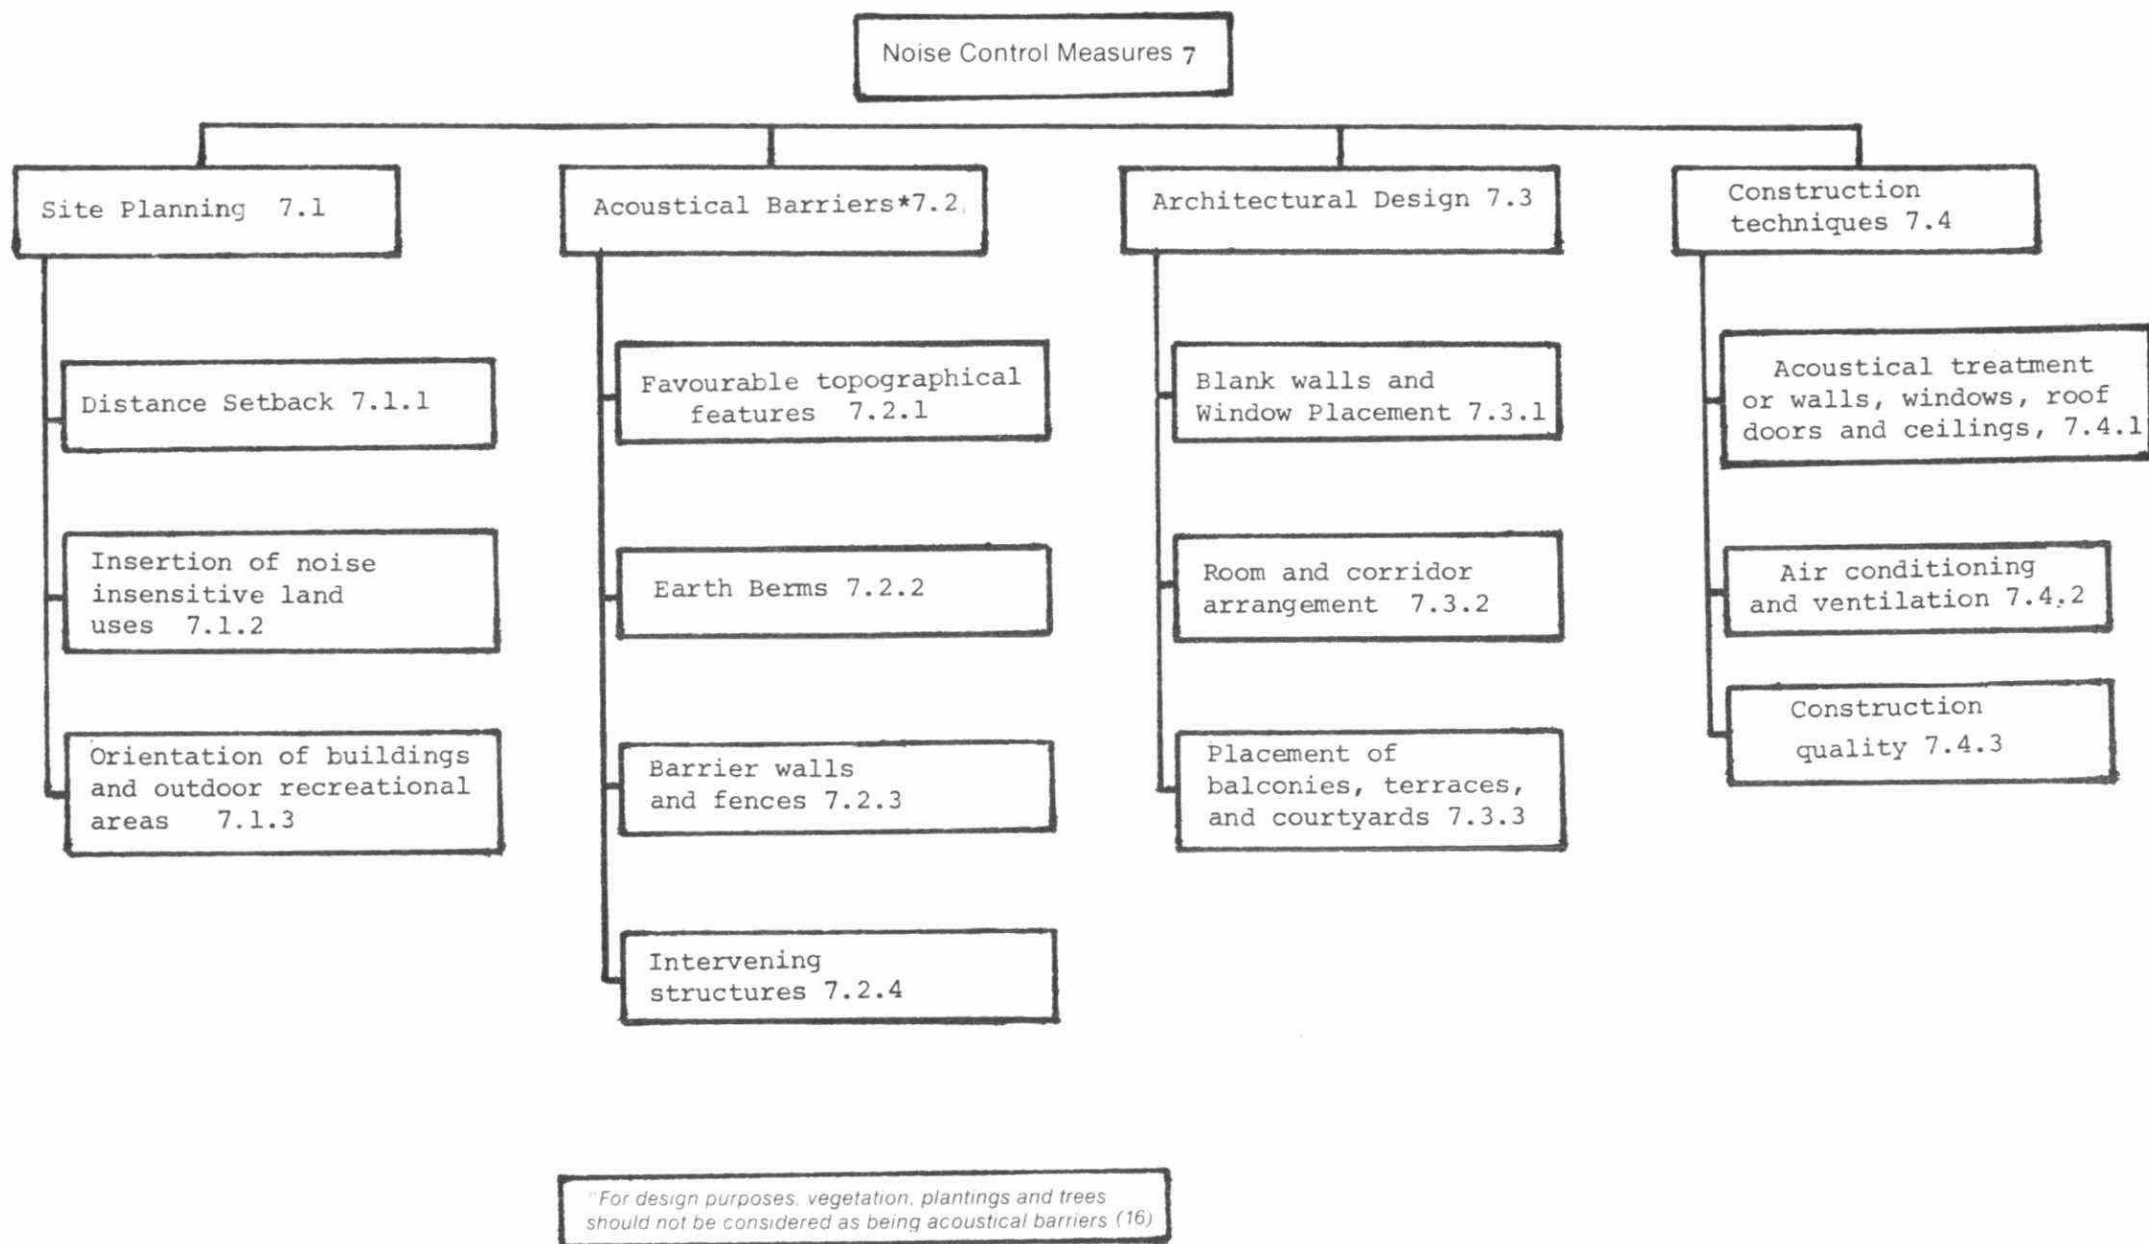 Noise Control Measures 7
Site Planning 7.1
Acoustical Barriers*7.2
Architectural Design 7.3
Construction
techniques 7.4
Distance Setback 7.1.1
Insertion of noise
insensitive land
uses 7.1.2
Orientation of buildings
and outdoor recreational
areas 7.1.3
Favourable topographical
features 7.2.1
Earth Berms 7.2.2
Barrier walls
and fences 7.2.3
Intervening
structures 7.2.4
Blank walls and
Window Placement 7.3.1
Room and corridor
arrangement 7.3.2
Placement of
balconies, terraces,
and courtyards 7.3.3
Acoustical treatment
or walls, windows, roof
doors and ceilings, 7.4.1
Air conditioning
and ventilation 7.4.2
Construction
quality 7.4.3
*For design purposes, vegetation, plantings and trees
should not be considered as being acoustical barriers (16)